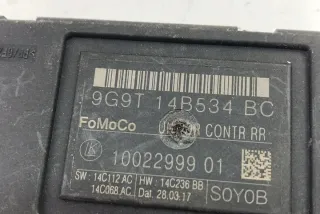 9G9T 14B534 BC
FoMoCo CONTR RR
10022999 01
SW: 14C112 AC HW: 14C236 BB
14C068 AC, Dat. 28.03.17 SOY0B